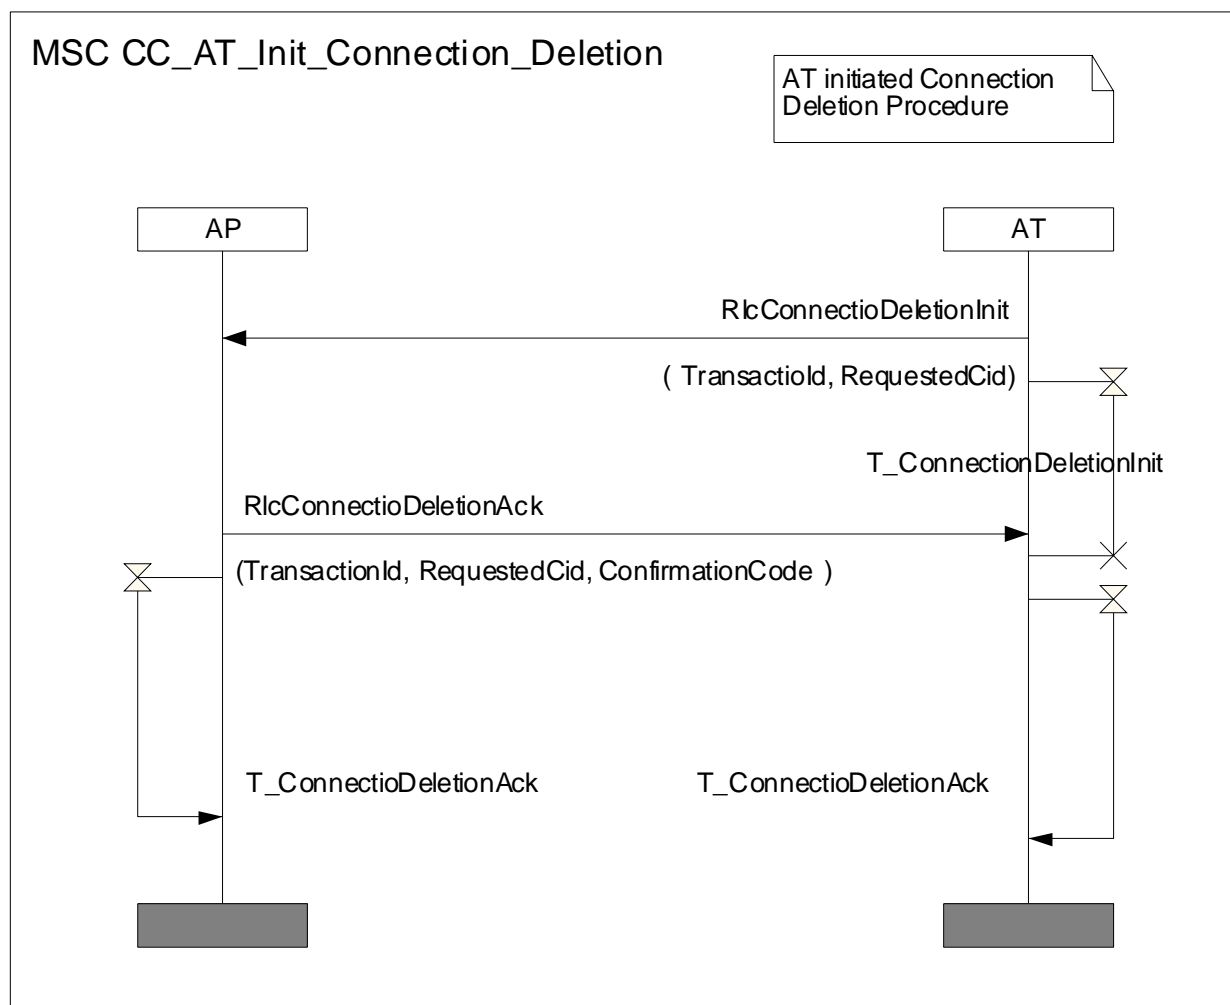 MSC CC_AT_Init_Connection_Deletion
AT initiated Connection
Deletion Procedure
AP
AT
RlcConnectioDeletionInit
( TransactioId, RequestedCid)
T_ConnectionDeletionInit
RlcConnectioDeletionAck
(TransactionId, RequestedCid, ConfirmationCode )
T_ConnectioDeletionAck
T_ConnectioDeletionAck